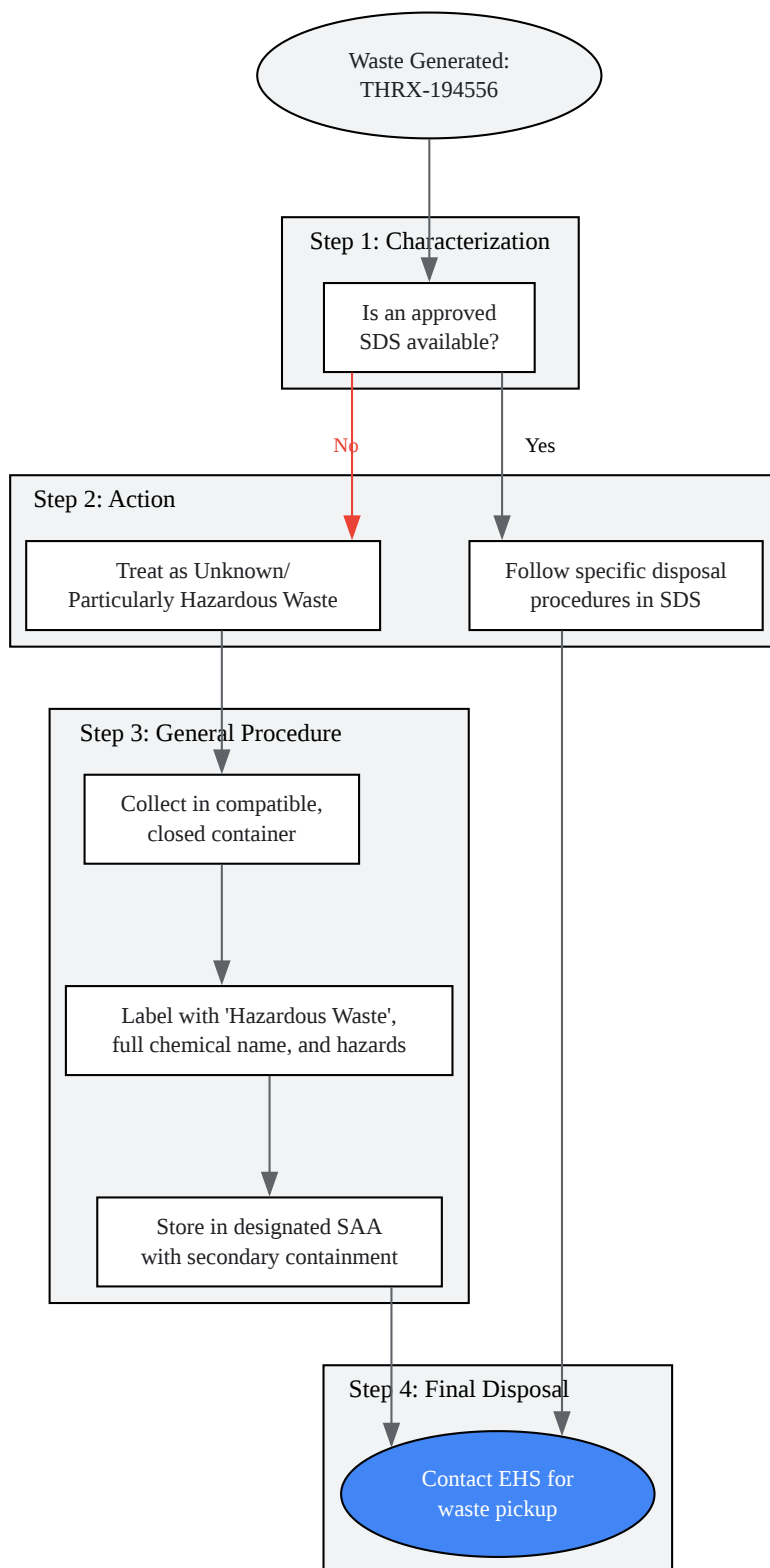 Waste Generated:
THRX-194556
Step 1: Characterization
Is an approved
SDS available?
No
Yes
Step 2: Action
Treat as Unknown/
Particularly Hazardous Waste
Follow specific disposal
procedures in SDS
Step 3: General Procedure
Collect in compatible,
closed container
Label with 'Hazardous Waste',
full chemical name, and hazards
Store in designated SAA
with secondary containment
Step 4: Final Disposal
Contact EHS for
waste pickup